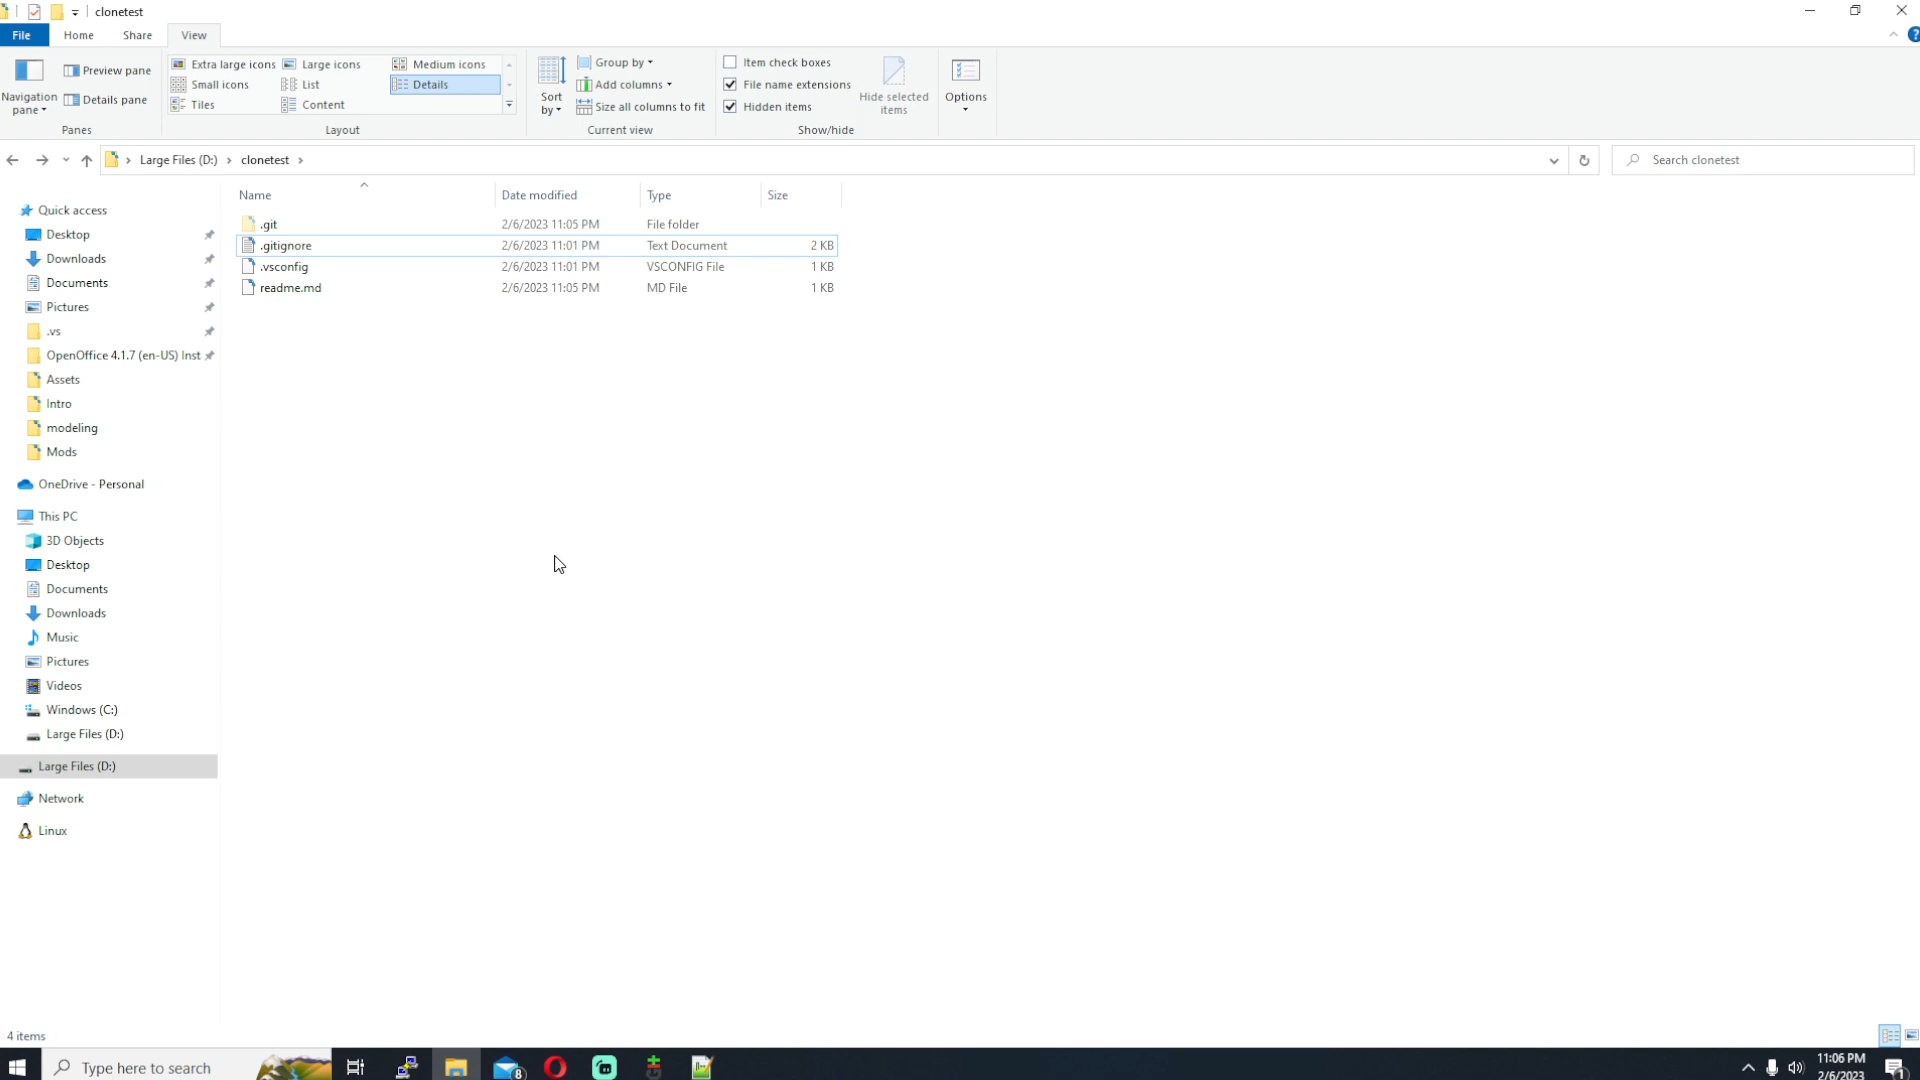 clonetest
File Home Share View
Navigation pane
Preview pane
Details pane
Panes
Extra large icons Large icons Medium icons
Small icons List Details
Tiles Content
Layout
Sort by
Group by
Add columns
Size all columns to fit
Current view
Item check boxes
File name extensions
Hidden items
Hide selected items
Show/hide
Options
Large Files (D:) clonetest
Search clonetest
Name Date modified Type Size
.git 2/6/2023 11:05 PM File folder
.gitignore 2/6/2023 11:01 PM Text Document 2 KB
.vsconfig 2/6/2023 11:01 PM VSCONFIG File 1 KB
readme.md 2/6/2023 11:05 PM MD File 1 KB
Quick access
Desktop
Downloads
Documents
Pictures
.vs
OpenOffice 4.1.7 (en-US) Inst
Assets
Intro
modeling
Mods
OneDrive - Personal
This PC
3D Objects
Desktop
Documents
Downloads
Music
Pictures
Videos
Windows (C:)
Large Files (D:)
Large Files (D:)
Network
Linux
4 items
Type here to search
8
11:06 PM
2/6/2023
1